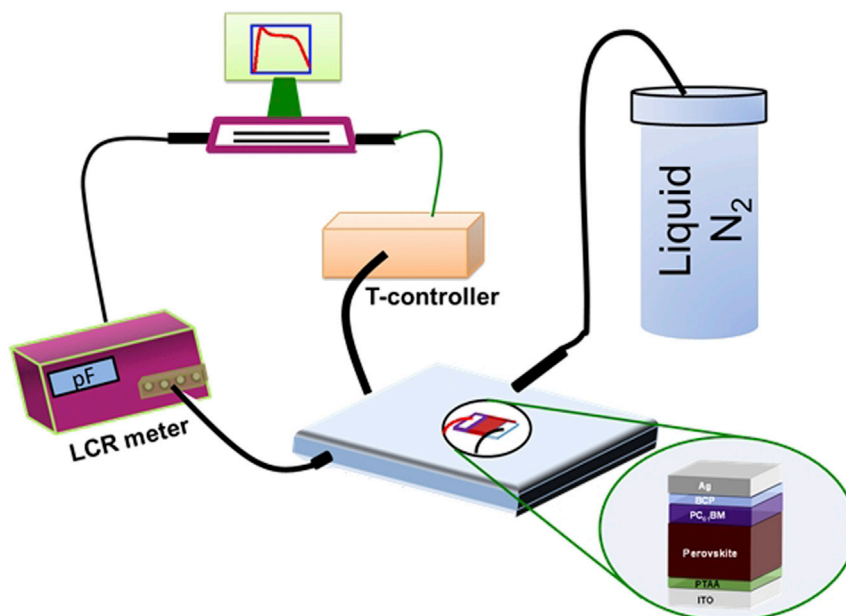 Liquid
N₂
T-controller
pF
LCR meter
Ag
BCP
PC₆₁BM
Perovskite
PTAA
ITO